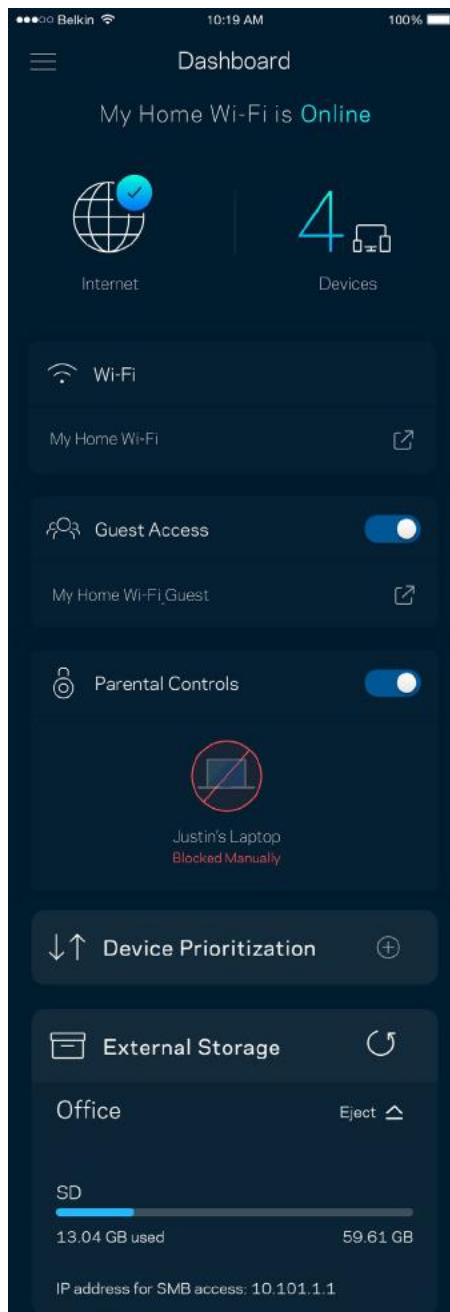 Belkin 10:19 AM 100%
Dashboard
My Home Wi-Fi is Online
4
Internet Devices
Wi-Fi
My Home Wi-Fi
Guest Access
My Home Wi-Fi_Guest
Parental Controls
Justin's Laptop
Blocked Manually
Device Prioritization
External Storage
Office Eject
SD
13.04 GB used 59.61 GB
IP address for SMB access: 10.101.1.1